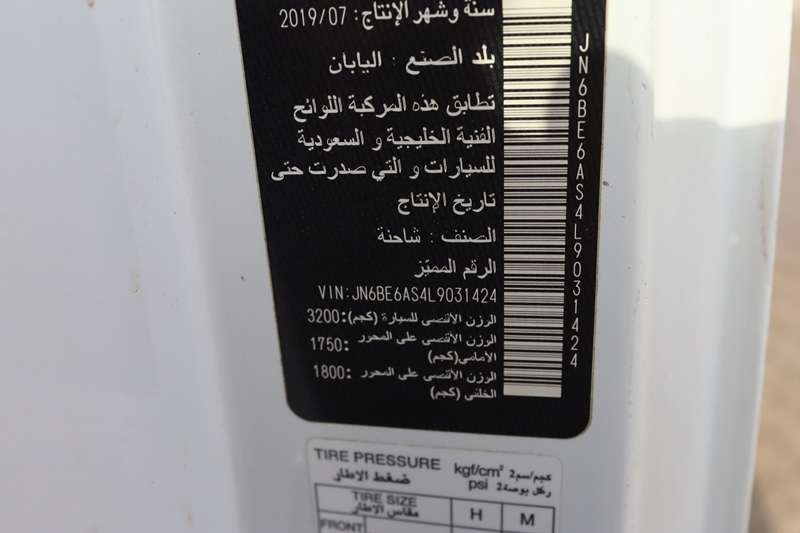 سنة وشهر الإنتاج: 2019/07
بلد الصنع : اليابان
تطابق هذه المركبة اللوائح
الفنية الخليجية و السعودية
للسيارات و التي صدرت حتى
تاريخ الإنتاج
الصنف : شاحنة
الرقم المميّز
VIN:JN6BE6AS4L9031424
الوزن الأقصى للسيارة (كجم):3200
الوزن الأقصى على المحور :1750
الأمامي(كجم)
الوزن الأقصى على المحور :1800
الخلفي (كجم)
JN6BE6AS4L9031424
TIRE PRESSURE kgf/cm² كجم/سم2
ضغط الاطار psi رطل بوصة2
TIRE SIZE H M
مقاس الاطار
FRONT